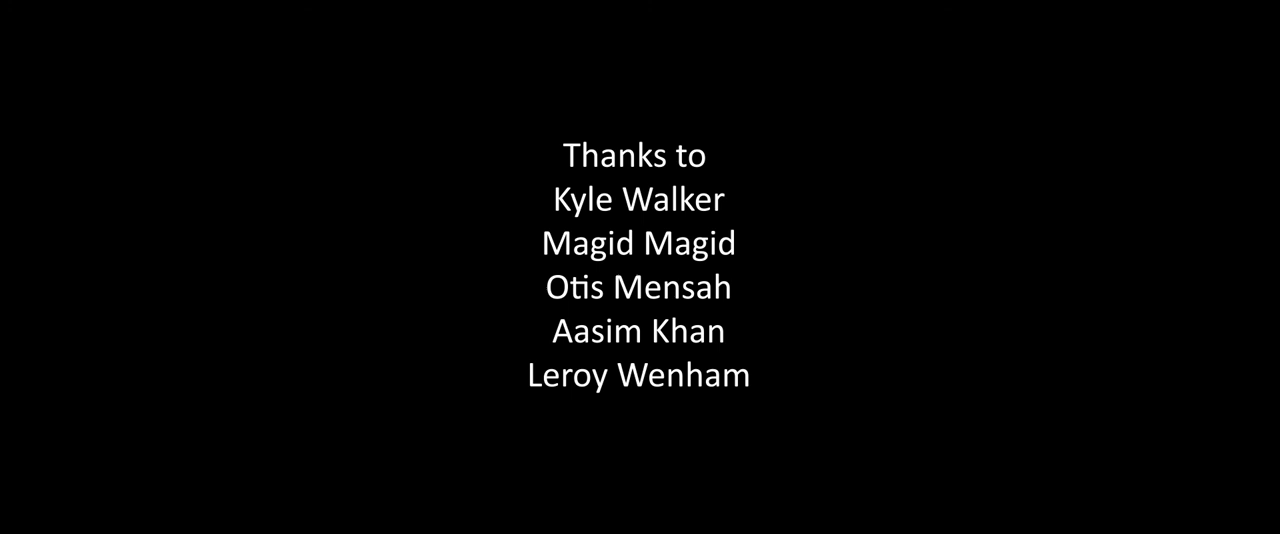 Thanks to
Kyle Walker
Magid Magid
Otis Mensah
Aasim Khan
Leroy Wenham